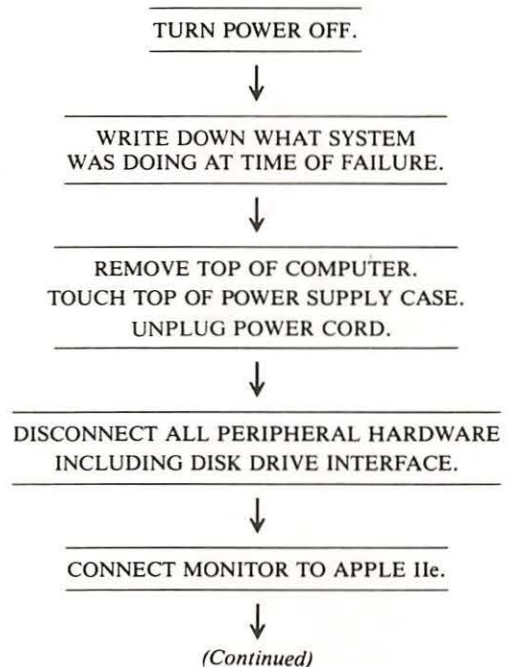 TURN POWER OFF.
WRITE DOWN WHAT SYSTEM
WAS DOING AT TIME OF FAILURE.
REMOVE TOP OF COMPUTER.
TOUCH TOP OF POWER SUPPLY CASE.
UNPLUG POWER CORD.
DISCONNECT ALL PERIPHERAL HARDWARE
INCLUDING DISK DRIVE INTERFACE.
CONNECT MONITOR TO APPLE IIe.
(Continued)